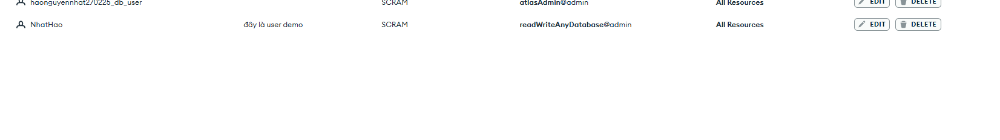 haonguyennhat270225_db_user SCRAM atlasAdmin@admin All Resources EDIT DELETE
NhatHao đây là user demo SCRAM readWriteAnyDatabase@admin All Resources EDIT DELETE